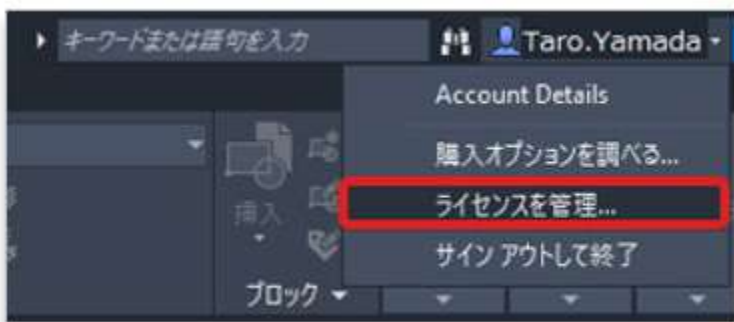 キーワードまたは語句を入力
Taro.Yamada
Account Details
購入オプションを調べる...
ライセンスを管理...
サイン アウトして終了
挿入
ブロック